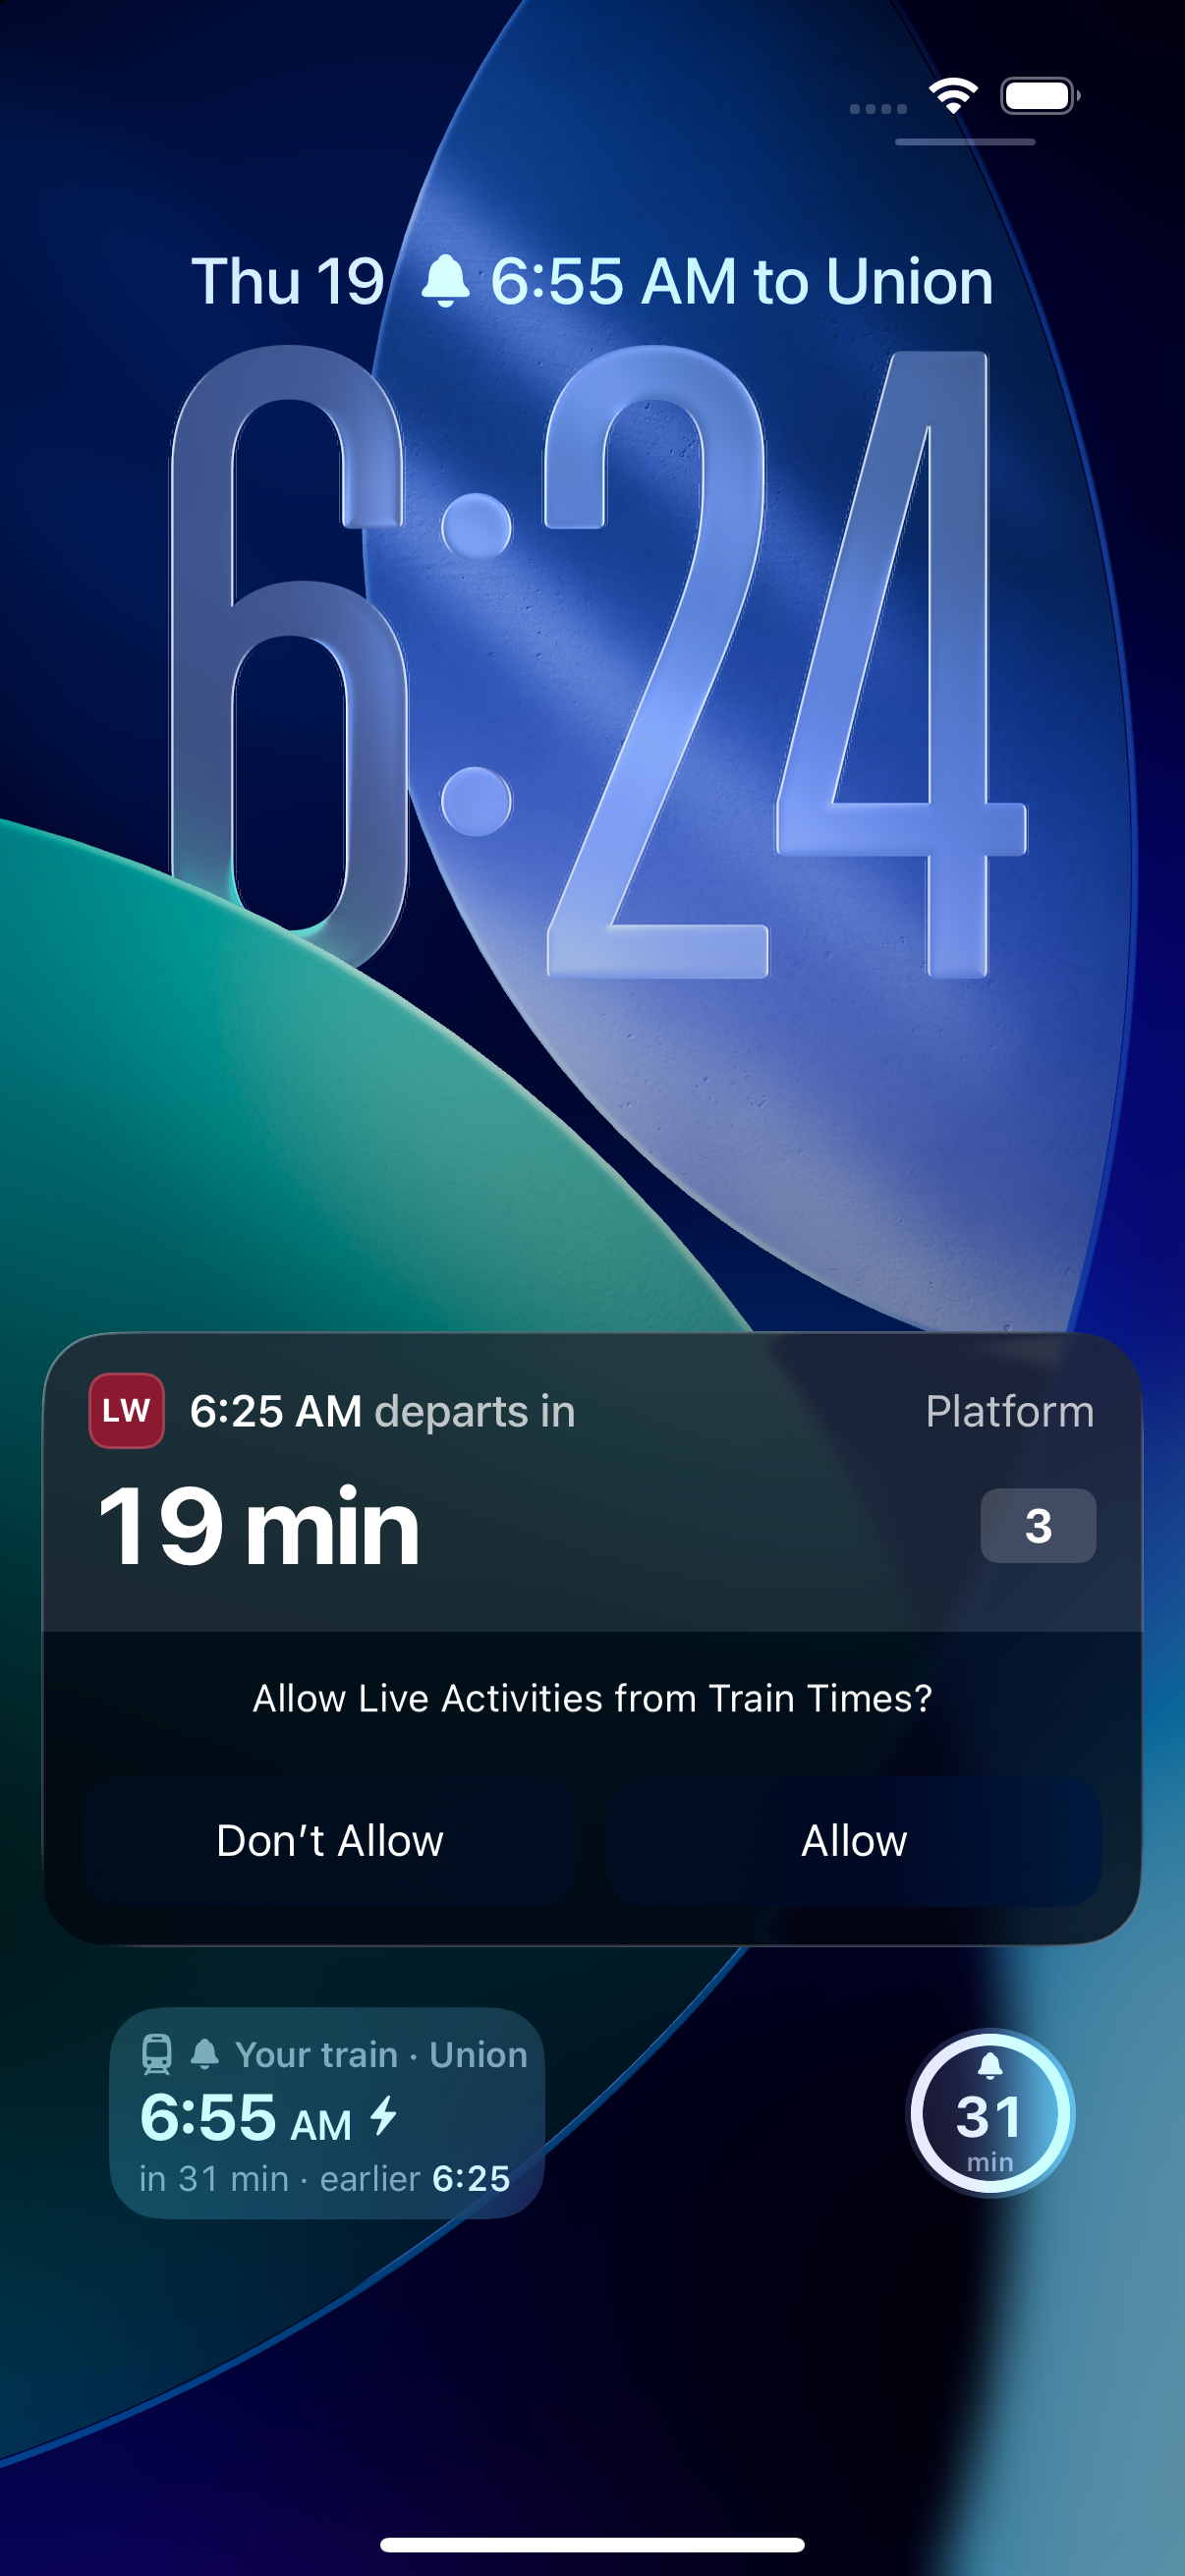 Thu 19 6:55 AM to Union
6:24
LW 6:25 AM departs in
Platform
19 min
3
Allow Live Activities from Train Times?
Don’t Allow
Allow
Your train · Union
6:55 AM
in 31 min · earlier 6:25
31
min